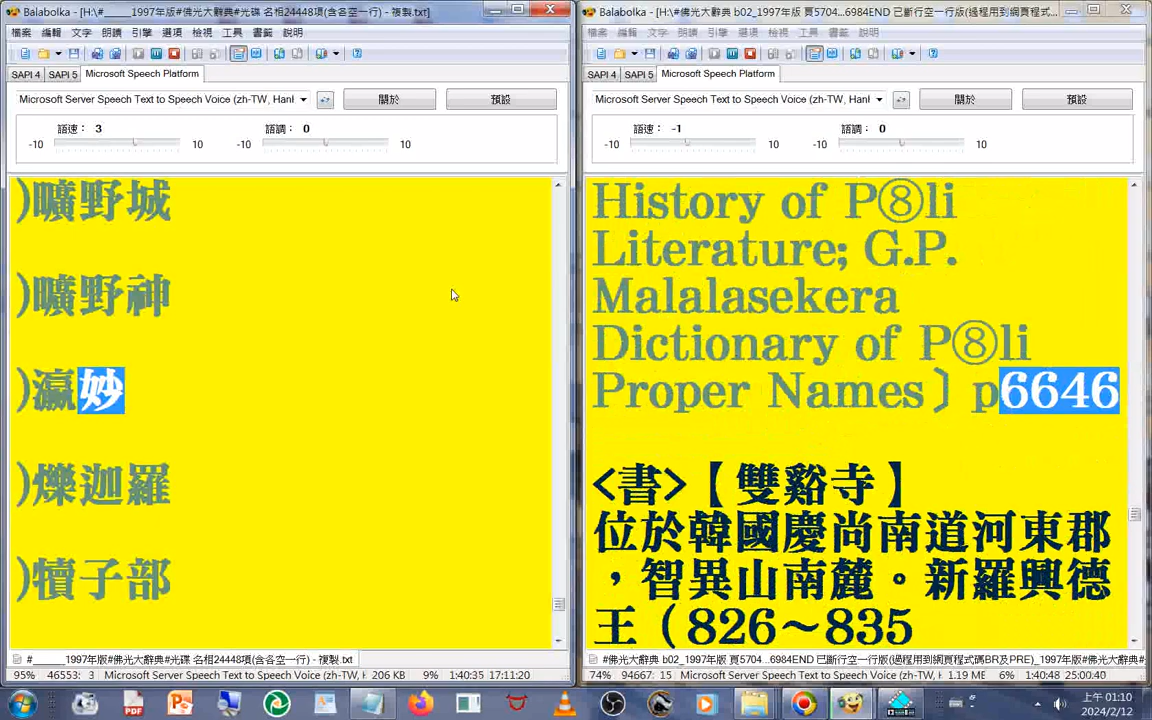 Balabolka - [H:\#_____1997年版#佛光大辭典#光碟 名相24448項(含各空一行) - 複製.txt]
檔案 編輯 文字 朗讀 引擎 選項 檢視 工具 書籤 說明
SAPI 4 SAPI 5 Microsoft Speech Platform
Microsoft Server Speech Text to Speech Voice (zh-TW, HanI
關於 預設
語速： 3 語調： 0
-10 10 -10 10
)曠野城
)曠野神
)瀛妙
)爍迦羅
)犢子部
#_____1997年版#佛光大辭典#光碟 名相24448項(含各空一行) - 複製.txt
95% 46553: 3 Microsoft Server Speech Text to Speech Voice (zh-TW, H 206 KB 9% 1:40:35 17:11:20
Balabolka - [H:\#佛光大辭典 b02_1997年版 頁5704...6984END 已斷行空一行版(過程用到網頁程式...
檔案 編輯 文字 朗讀 引擎 選項 檢視 工具 書籤 說明
SAPI 4 SAPI 5 Microsoft Speech Platform
Microsoft Server Speech Text to Speech Voice (zh-TW, HanI
關於 預設
語速： -1 語調： 0
-10 10 -10 10
History of P⑧li
Literature; G.P.
Malalasekera
Dictionary of P⑧li
Proper Names〕p6646
<書>【雙谿寺】
位於韓國慶尚南道河東郡
，智異山南麓。新羅興德
王（826～835
#佛光大辭典 b02_1997年版 頁5704...6984END 已斷行空一行版(過程用到網頁程式碼BR及PRE)_1997年版#
74% 94667: 15 Microsoft Server Speech Text to Speech Voice (zh-TW, H 1.19 ME 6% 1:40:48 25:00:40
上午 01:10
2024/2/12